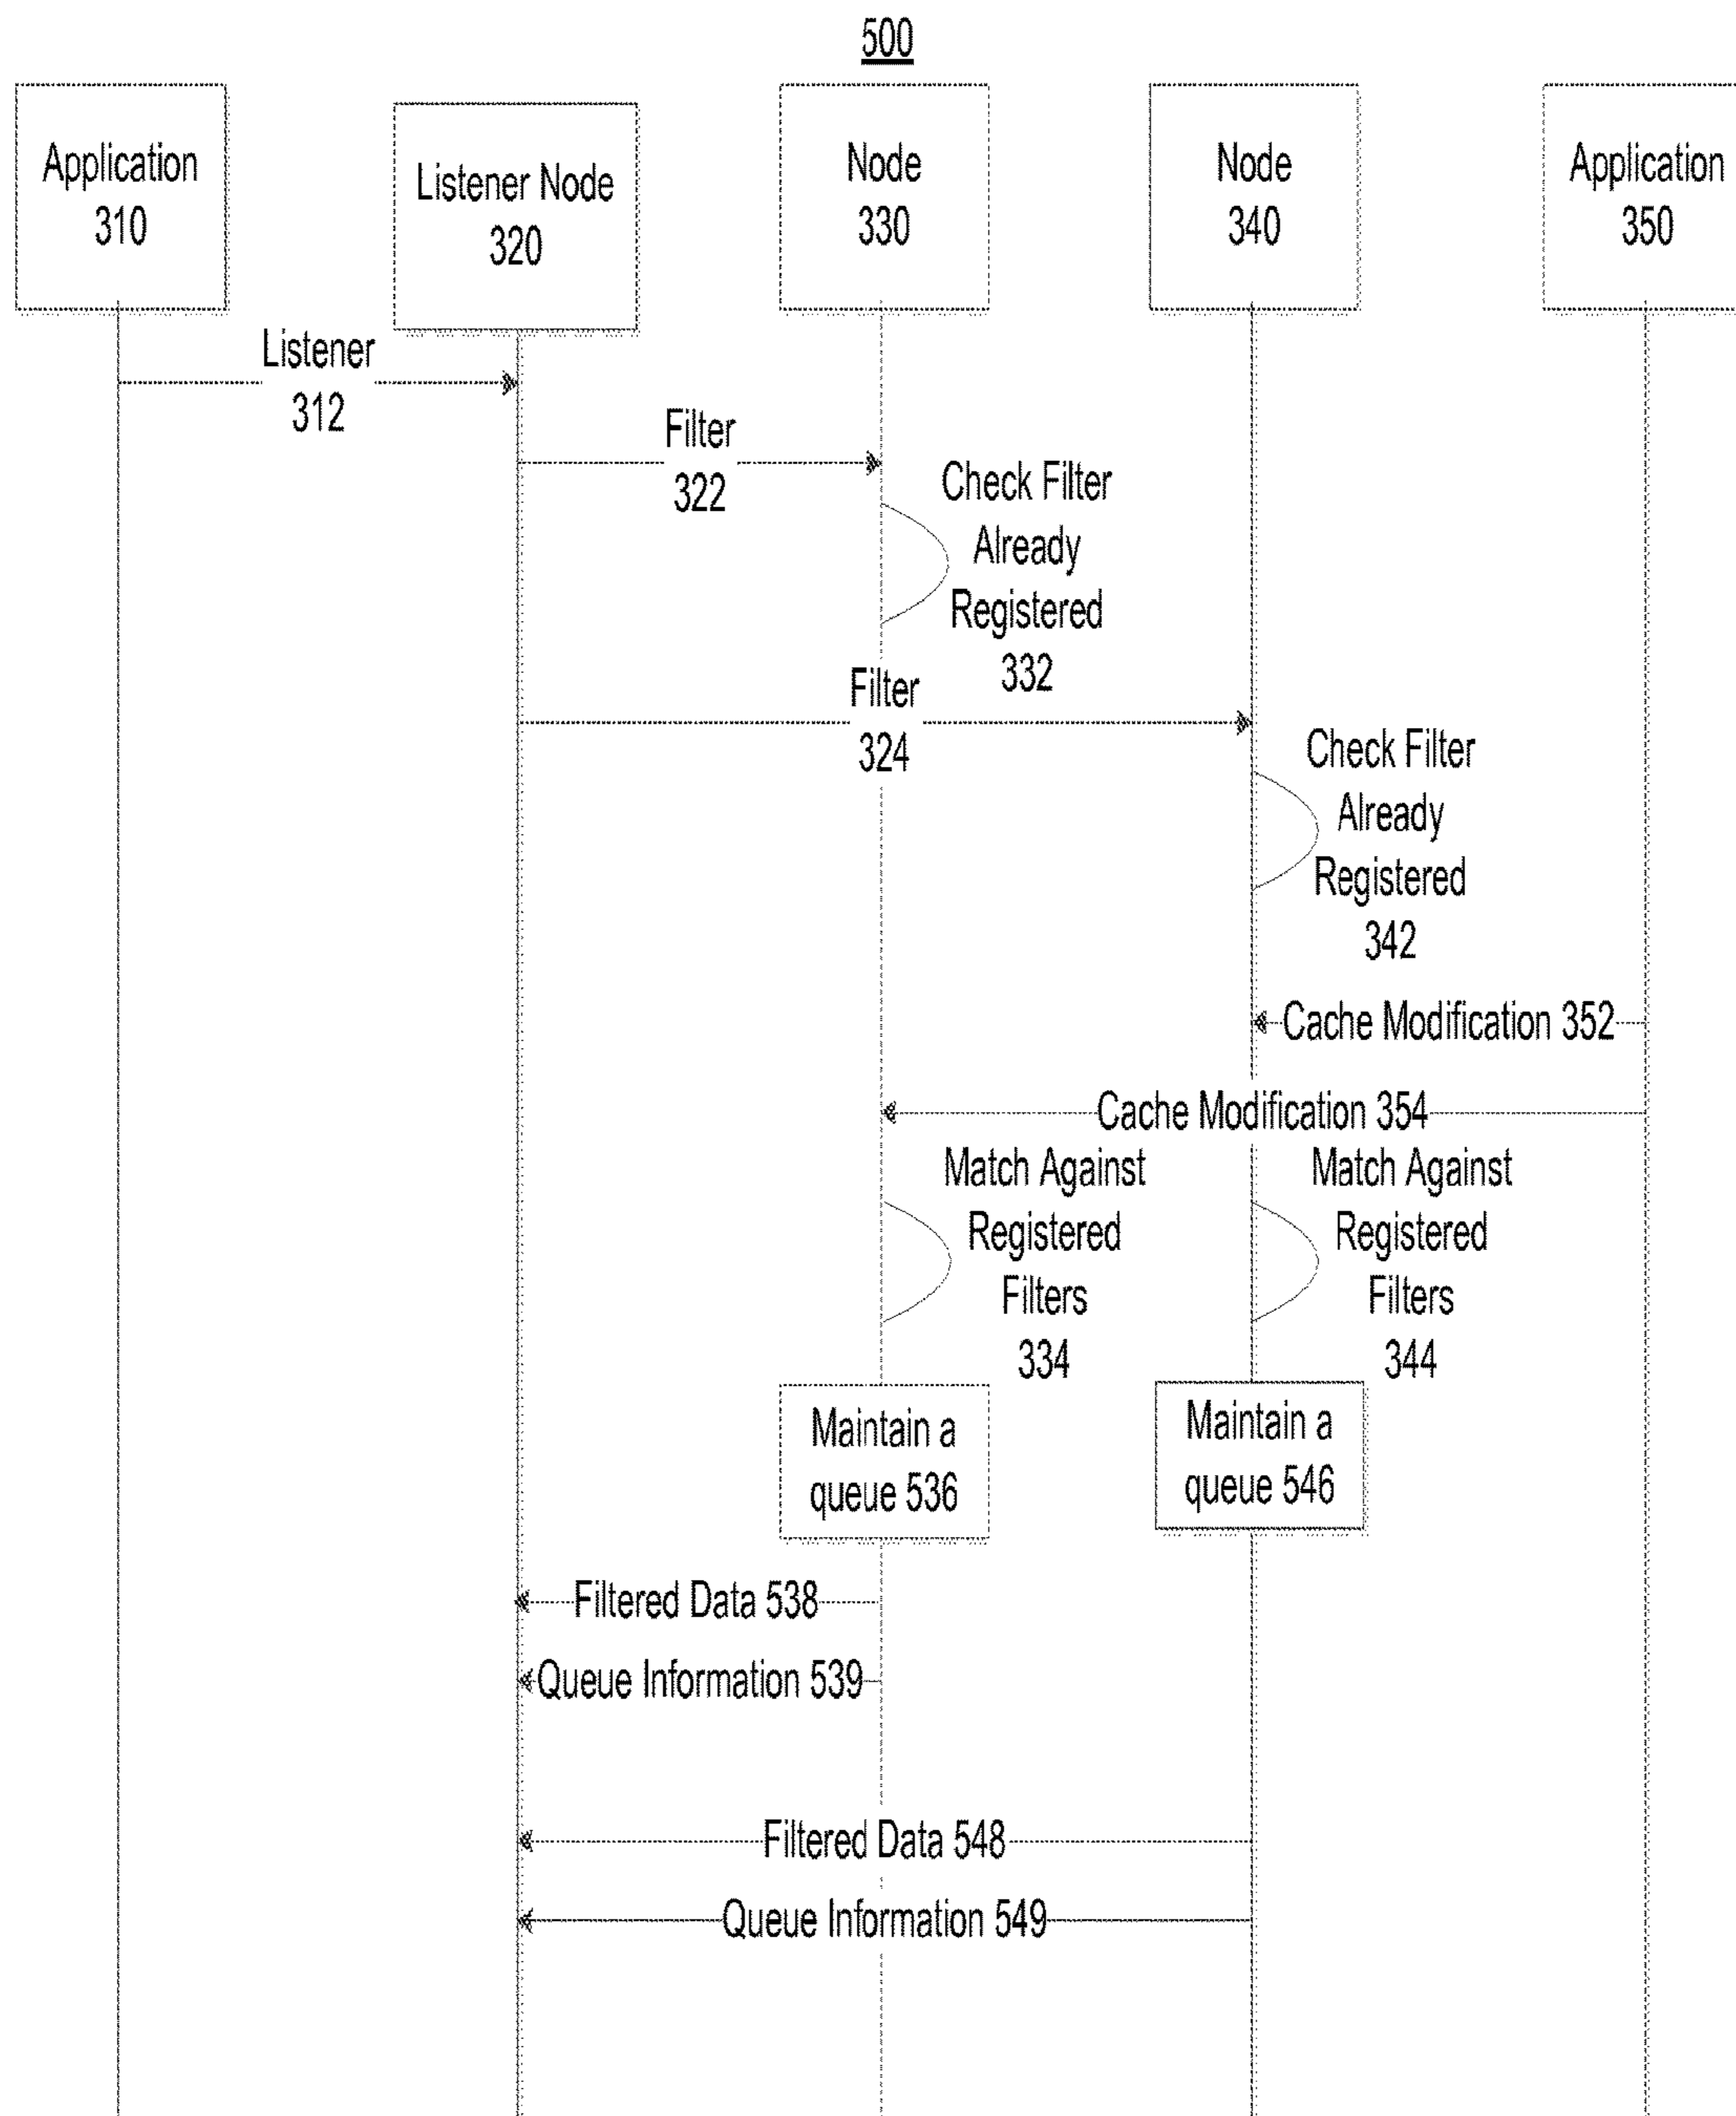 500
Application
310
Listener Node
320
Node
330
Node
340
Application
350
Listener
312
Filter
322
Check Filter
Already
Registered
332
Filter
324
Check Filter
Already
Registered
342
Cache Modification 352
Cache Modification 354
Match Against
Registered
Filters
334
Match Against
Registered
Filters
344
Maintain a
queue 536
Maintain a
queue 546
Filtered Data 538
Queue Information 539
Filtered Data 548
Queue Information 549